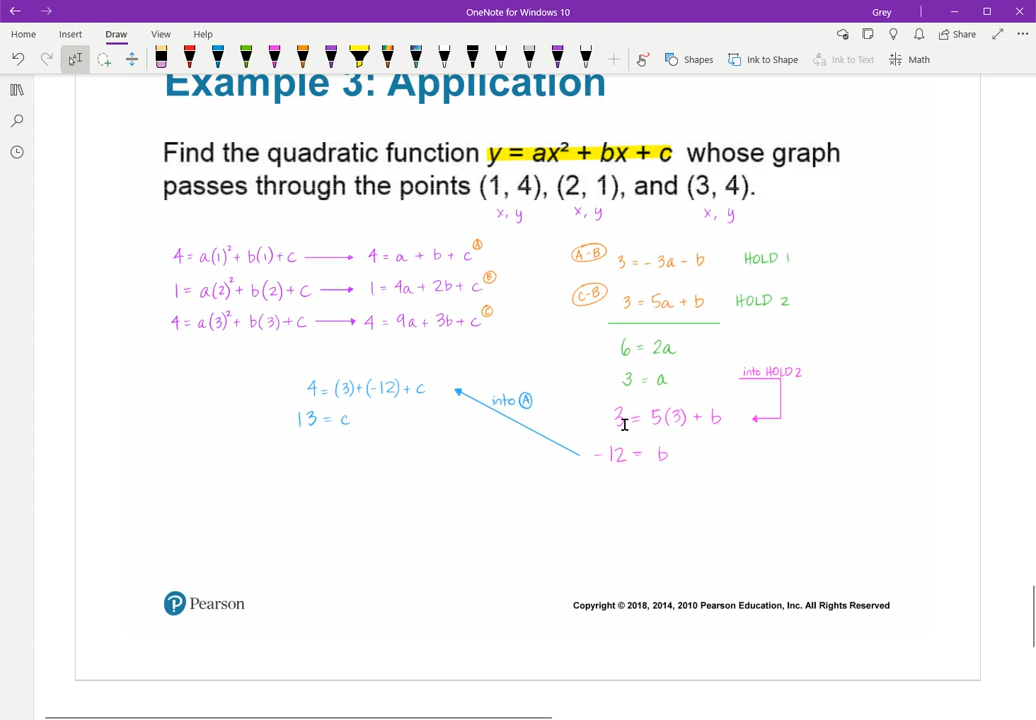 OneNote for Windows 10
Grey
Home Insert Draw View Help
Share
Shapes Ink to Shape Ink to Text Math
Example 3: Application
Find the quadratic function y = ax² + bx + c whose graph
passes through the points (1, 4), (2, 1), and (3, 4).
x, y x, y x, y
4 = a(1)² + b(1) + c 4 = a + b + c A
1 = a(2)² + b(2) + c 1 = 4a + 2b + c B
4 = a(3)² + b(3) + c 4 = 9a + 3b + c C
A-B 3 = -3a - b HOLD 1
C-B 3 = 5a + b HOLD 2
6 = 2a
3 = a
into HOLD 2
3 = 5(3) + b
-12 = b
into A
4 = (3) + (-12) + c
13 = c
Pearson
Copyright © 2018, 2014, 2010 Pearson Education, Inc. All Rights Reserved